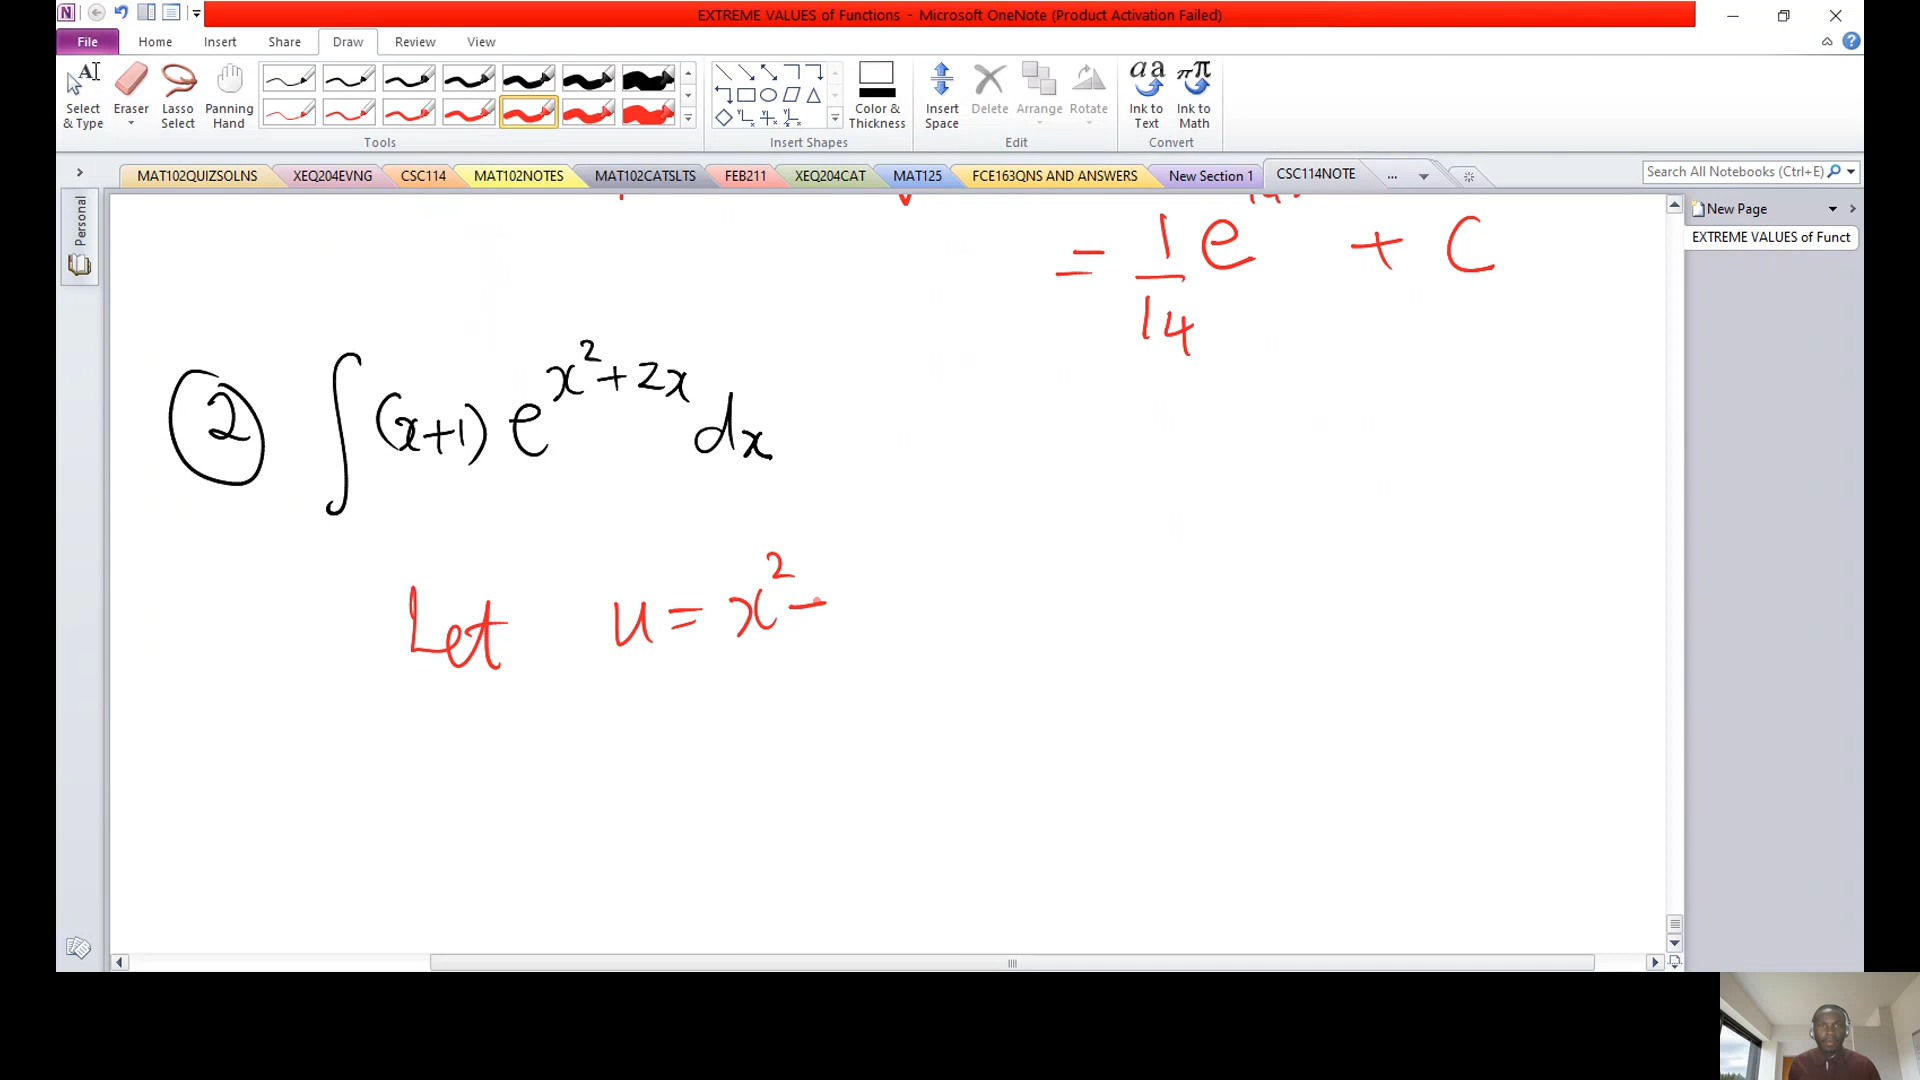 EXTREME VALUES of Functions - Microsoft OneNote (Product Activation Failed)
File Home Insert Share Draw Review View
Select & Type
Eraser
Lasso Select
Panning Hand
Color & Thickness
Insert Space
Delete
Arrange
Rotate
Ink to Text
Ink to Math
Tools
Insert Shapes
Edit
Convert
MAT102QUIZSOLNS XEQ204EVNG CSC114 MAT102NOTES MAT102CATSLTS FEB211 XEQ204CAT MAT125 FCE163QNS AND ANSWERS New Section 1 CSC114NOTE ...
Search All Notebooks (Ctrl+E)
Personal
New Page
EXTREME VALUES of Funct
= 1/14 e + C
② ∫ (x+1) e^{x²+2x} dx
Let u = x² -